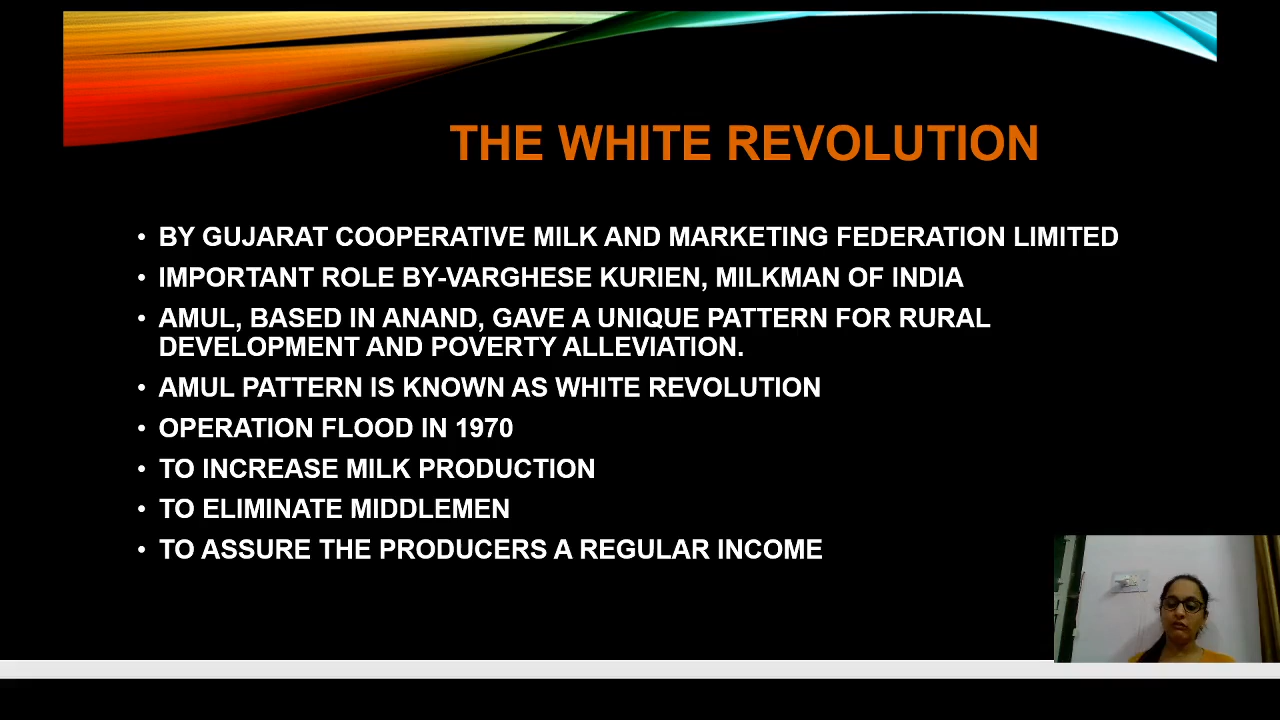 THE WHITE REVOLUTION
• BY GUJARAT COOPERATIVE MILK AND MARKETING FEDERATION LIMITED
• IMPORTANT ROLE BY-VARGHESE KURIEN, MILKMAN OF INDIA
• AMUL, BASED IN ANAND, GAVE A UNIQUE PATTERN FOR RURAL
DEVELOPMENT AND POVERTY ALLEVIATION.
• AMUL PATTERN IS KNOWN AS WHITE REVOLUTION
• OPERATION FLOOD IN 1970
• TO INCREASE MILK PRODUCTION
• TO ELIMINATE MIDDLEMEN
• TO ASSURE THE PRODUCERS A REGULAR INCOME